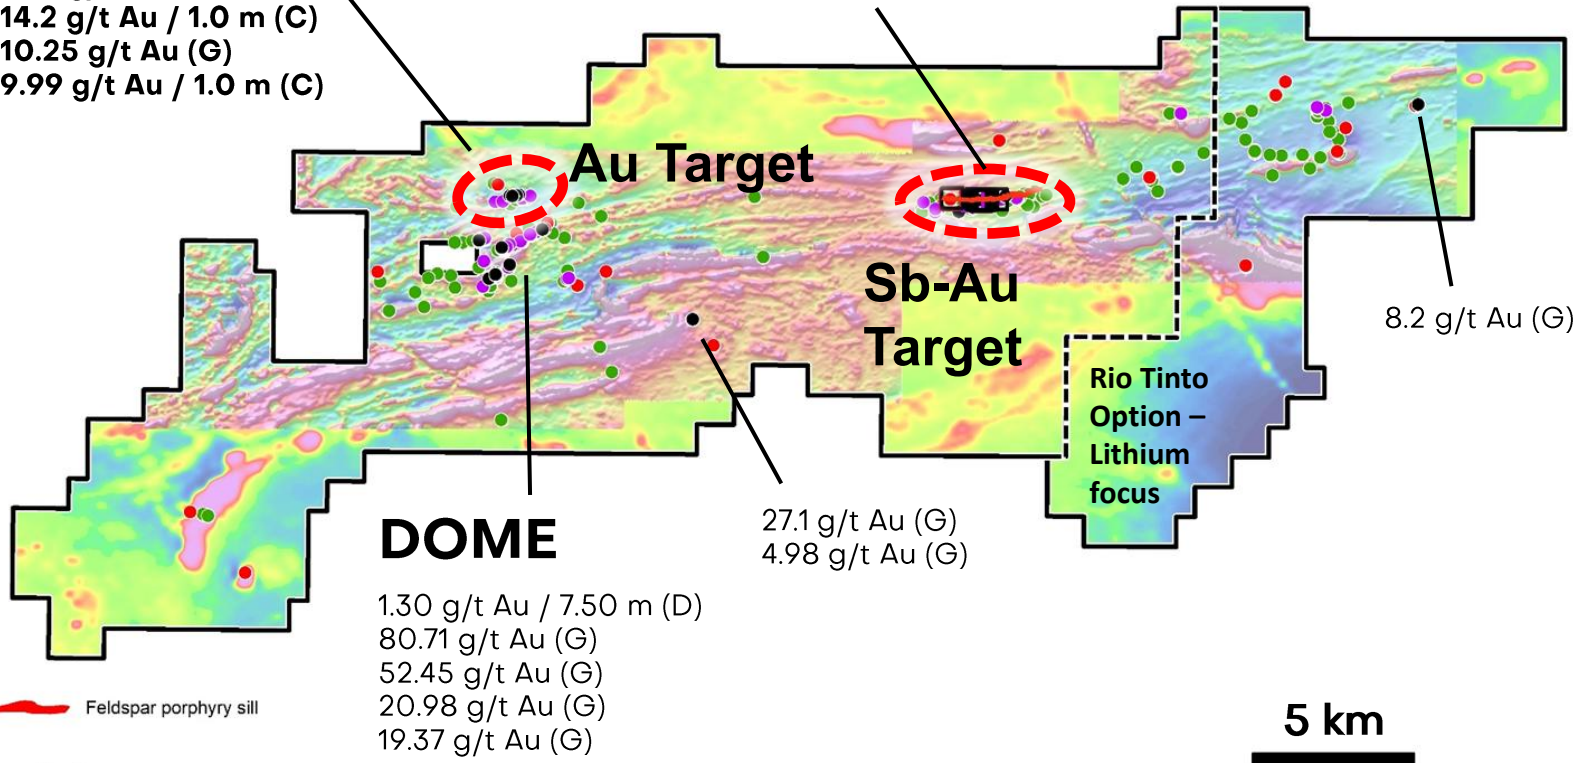 14.2 g/t Au / 1.0 m (C)
10.25 g/t Au (G)
9.99 g/t Au / 1.0 m (C)
Au Target
Sb-Au
Target
8.2 g/t Au (G)
Rio Tinto
Option –
Lithium
focus
27.1 g/t Au (G)
4.98 g/t Au (G)
DOME
1.30 g/t Au / 7.50 m (D)
80.71 g/t Au (G)
52.45 g/t Au (G)
20.98 g/t Au (G)
19.37 g/t Au (G)
Feldspar porphyry sill
5 km